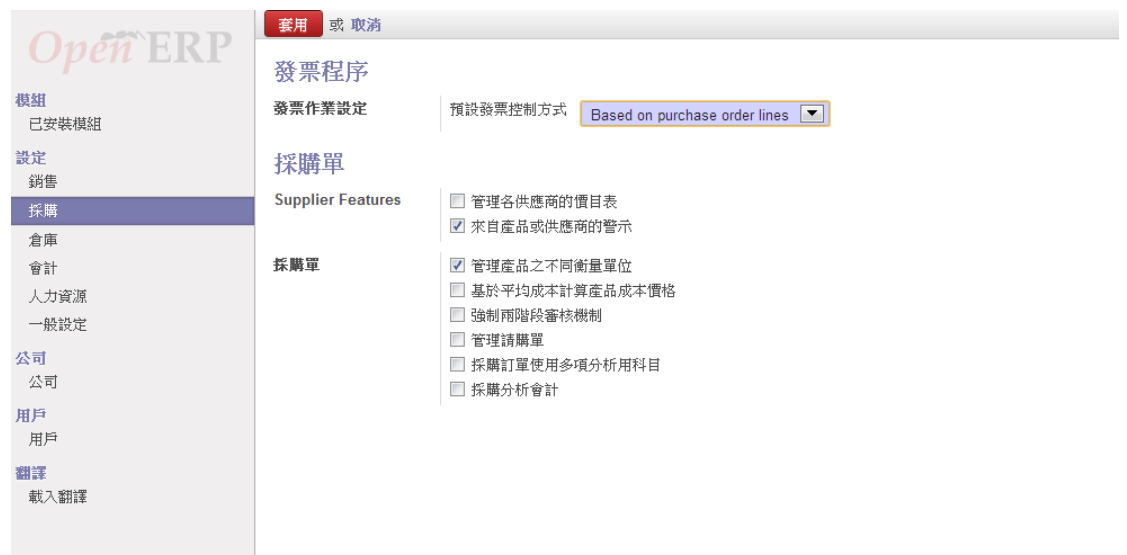 Open ERP
模組
已安裝模組
設定
銷售
採購
倉庫
會計
人力資源
一般設定
公司
公司
用戶
用戶
翻譯
載入翻譯
套用 或 取消
發票程序
發票作業設定 預設發票控制方式 Based on purchase order lines
採購單
Supplier Features 管理各供應商的價目表
來自產品或供應商的警示
採購單 管理產品之不同衡量單位
基於平均成本計算產品成本價格
強制兩階段審核機制
管理請購單
採購訂單使用多項分析用科目
採購分析會計